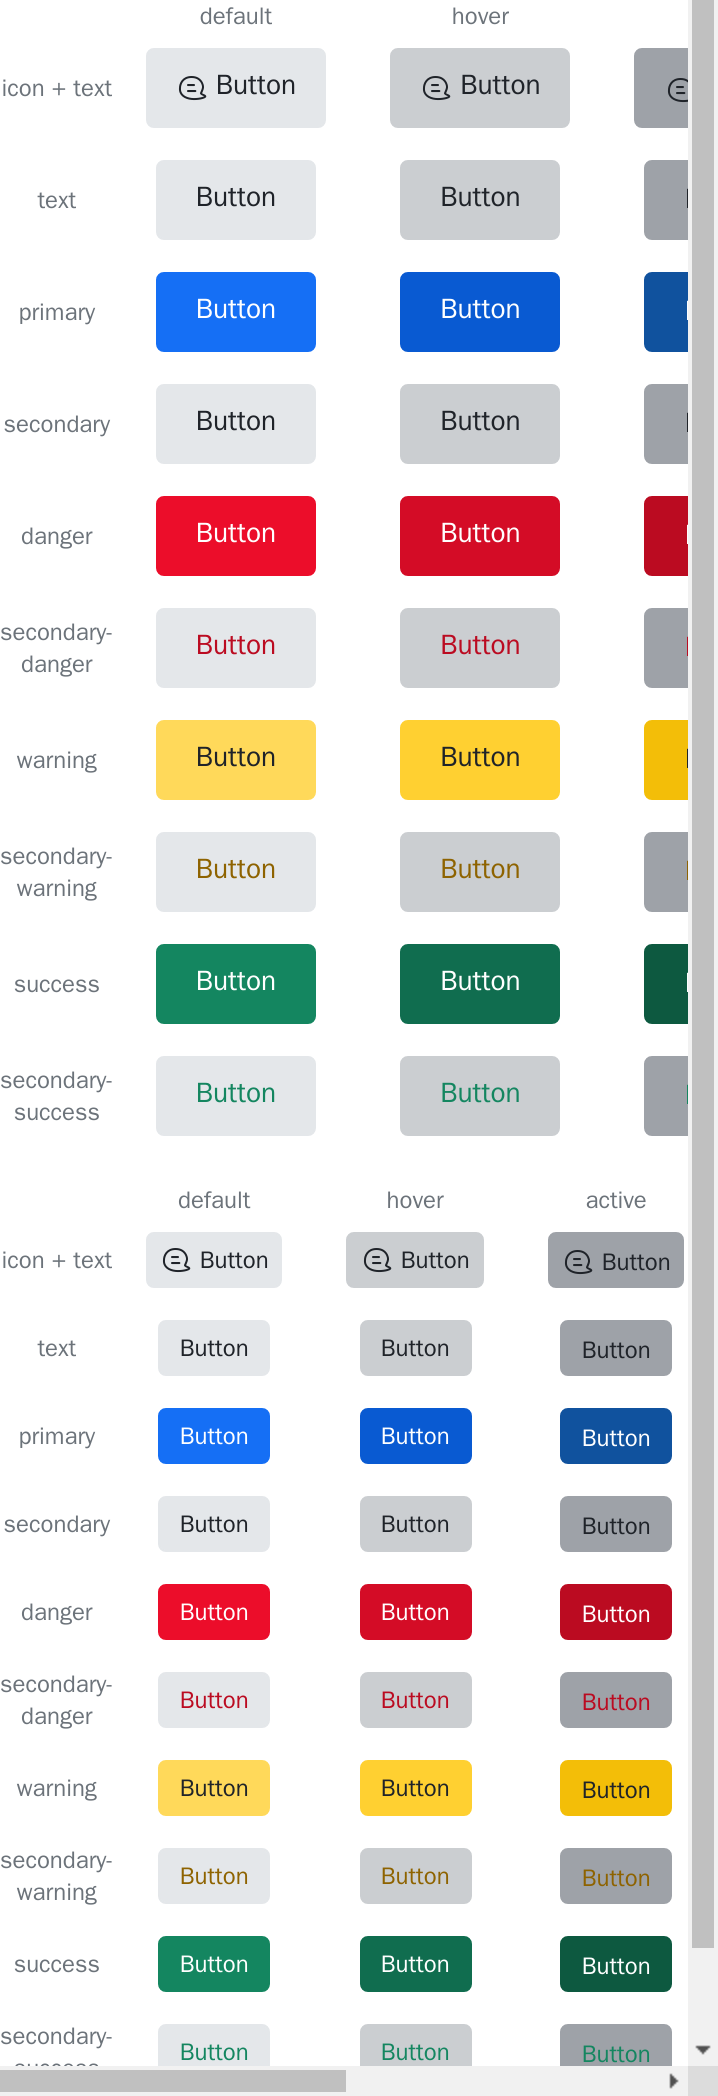 default hover
icon + text Button Button
text Button Button
primary Button Button
secondary Button Button
danger Button Button
secondary-
danger Button Button
warning Button Button
secondary-
warning Button Button
success Button Button
secondary-
success Button Button
default hover active
icon + text Button Button Button
text Button Button Button
primary Button Button Button
secondary Button Button Button
danger Button Button Button
secondary-
danger Button Button Button
warning Button Button Button
secondary-
warning Button Button Button
success Button Button Button
secondary-
Button Button Button